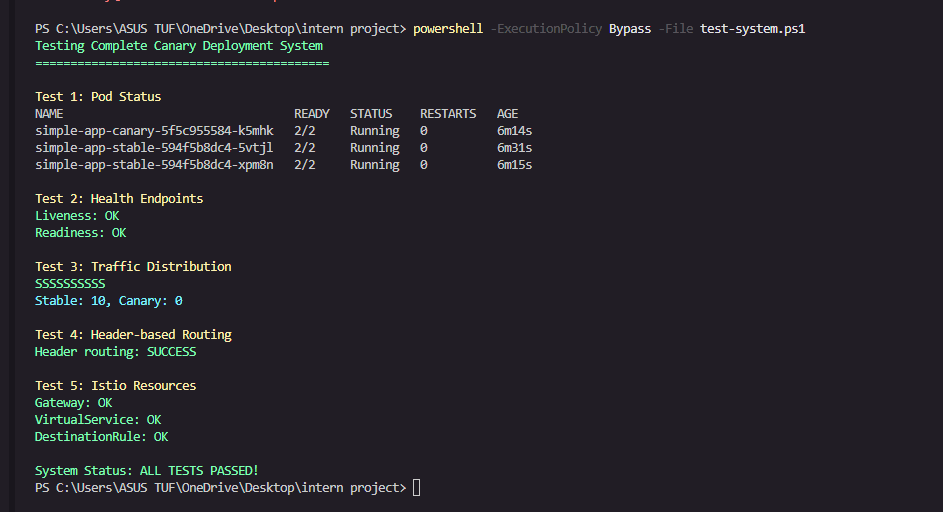 PS C:\Users\ASUS TUF\OneDrive\Desktop\intern project> powershell -ExecutionPolicy Bypass -File test-system.ps1
Testing Complete Canary Deployment System
==========================================
Test 1: Pod Status
NAME READY STATUS RESTARTS AGE
simple-app-canary-5f5c955584-k5mhk 2/2 Running 0 6m14s
simple-app-stable-594f5b8dc4-5vtjl 2/2 Running 0 6m31s
simple-app-stable-594f5b8dc4-xpm8n 2/2 Running 0 6m15s
Test 2: Health Endpoints
Liveness: OK
Readiness: OK
Test 3: Traffic Distribution
SSSSSSSSSS
Stable: 10, Canary: 0
Test 4: Header-based Routing
Header routing: SUCCESS
Test 5: Istio Resources
Gateway: OK
VirtualService: OK
DestinationRule: OK
System Status: ALL TESTS PASSED!
PS C:\Users\ASUS TUF\OneDrive\Desktop\intern project>